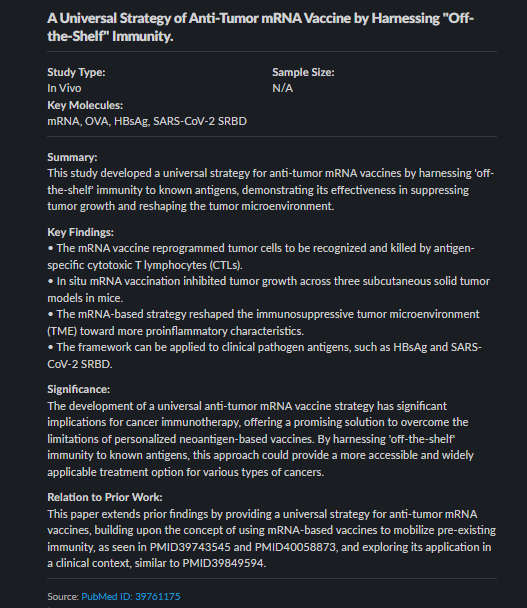 A Universal Strategy of Anti-Tumor mRNA Vaccine by Harnessing "Off-
the-Shelf" Immunity.
Study Type:
In Vivo
Sample Size:
N/A
Key Molecules:
mRNA, OVA, HBsAg, SARS-CoV-2 SRBD
Summary:
This study developed a universal strategy for anti-tumor mRNA vaccines by harnessing 'off-
the-shelf' immunity to known antigens, demonstrating its effectiveness in suppressing
tumor growth and reshaping the tumor microenvironment.
Key Findings:
• The mRNA vaccine reprogrammed tumor cells to be recognized and killed by antigen-
specific cytotoxic T lymphocytes (CTLs).
• In situ mRNA vaccination inhibited tumor growth across three subcutaneous solid tumor
models in mice.
• The mRNA-based strategy reshaped the immunosuppressive tumor microenvironment
(TME) toward more proinflammatory characteristics.
• The framework can be applied to clinical pathogen antigens, such as HBsAg and SARS-
CoV-2 SRBD.
Significance:
The development of a universal anti-tumor mRNA vaccine strategy has significant
implications for cancer immunotherapy, offering a promising solution to overcome the
limitations of personalized neoantigen-based vaccines. By harnessing 'off-the-shelf'
immunity to known antigens, this approach could provide a more accessible and widely
applicable treatment option for various types of cancers.
Relation to Prior Work:
This paper extends prior findings by providing a universal strategy for anti-tumor mRNA
vaccines, building upon the concept of using mRNA-based vaccines to mobilize pre-existing
immunity, as seen in PMID39743545 and PMID40058873, and exploring its application in
a clinical context, similar to PMID39849594.
Source: PubMed ID: 39761175